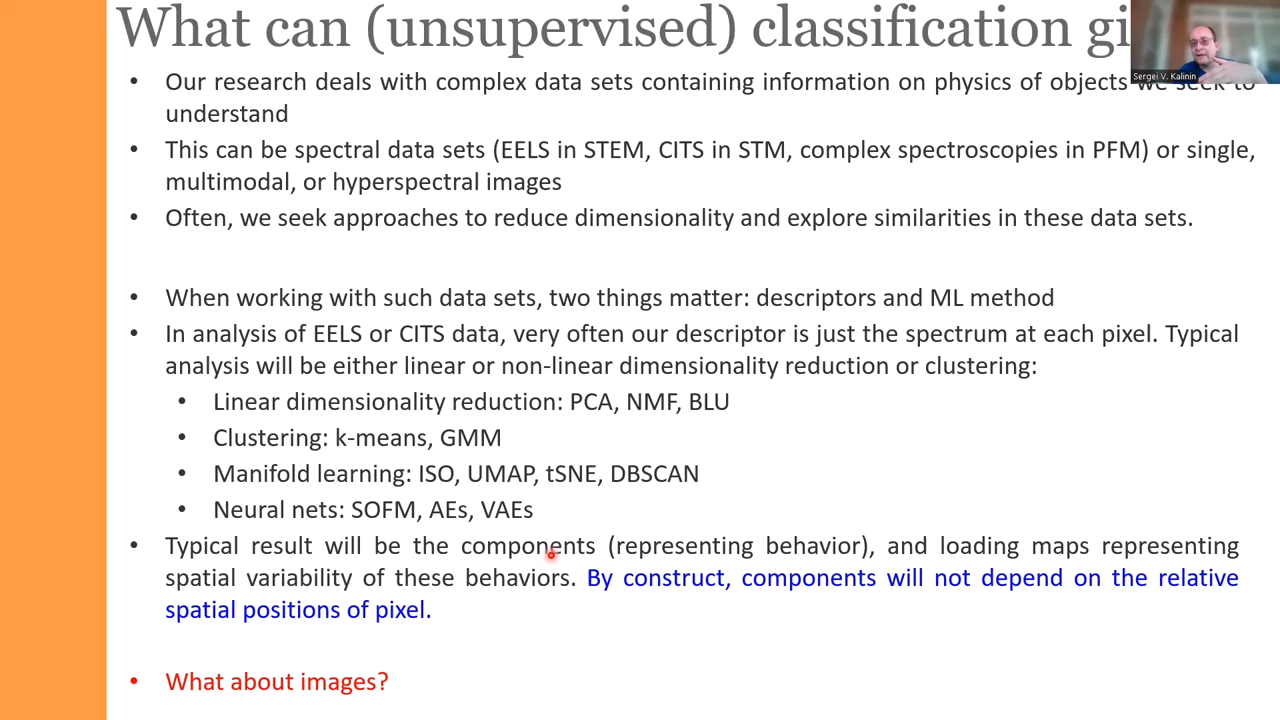 What can (unsupervised) classification gi
Sergei V. Kalinin
• Our research deals with complex data sets containing information on physics of objects we seek to
understand
• This can be spectral data sets (EELS in STEM, CITS in STM, complex spectroscopies in PFM) or single,
multimodal, or hyperspectral images
• Often, we seek approaches to reduce dimensionality and explore similarities in these data sets.
• When working with such data sets, two things matter: descriptors and ML method
• In analysis of EELS or CITS data, very often our descriptor is just the spectrum at each pixel. Typical
analysis will be either linear or non-linear dimensionality reduction or clustering:
• Linear dimensionality reduction: PCA, NMF, BLU
• Clustering: k-means, GMM
• Manifold learning: ISO, UMAP, tSNE, DBSCAN
• Neural nets: SOFM, AEs, VAEs
• Typical result will be the components (representing behavior), and loading maps representing
spatial variability of these behaviors. By construct, components will not depend on the relative
spatial positions of pixel.
• What about images?